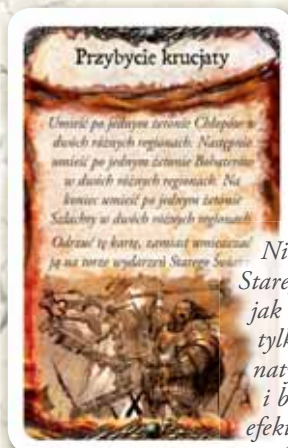 Przybycie krucjaty
Umieść po jednym żetonie Chłopów w
dwóch różnych regionach. Następnie
umieść po jednym żetonie Bohaterów
w dwóch różnych regionach. Na
koniec umieść po jednym żetonie
Szlachty w dwóch różnych regionach.
Odrzuć tę kartę, zamiast umieszczać
ją na torze wydarzeń Starego Świata.
Ni
Stare
jak
tylk
nat
i b
efekt